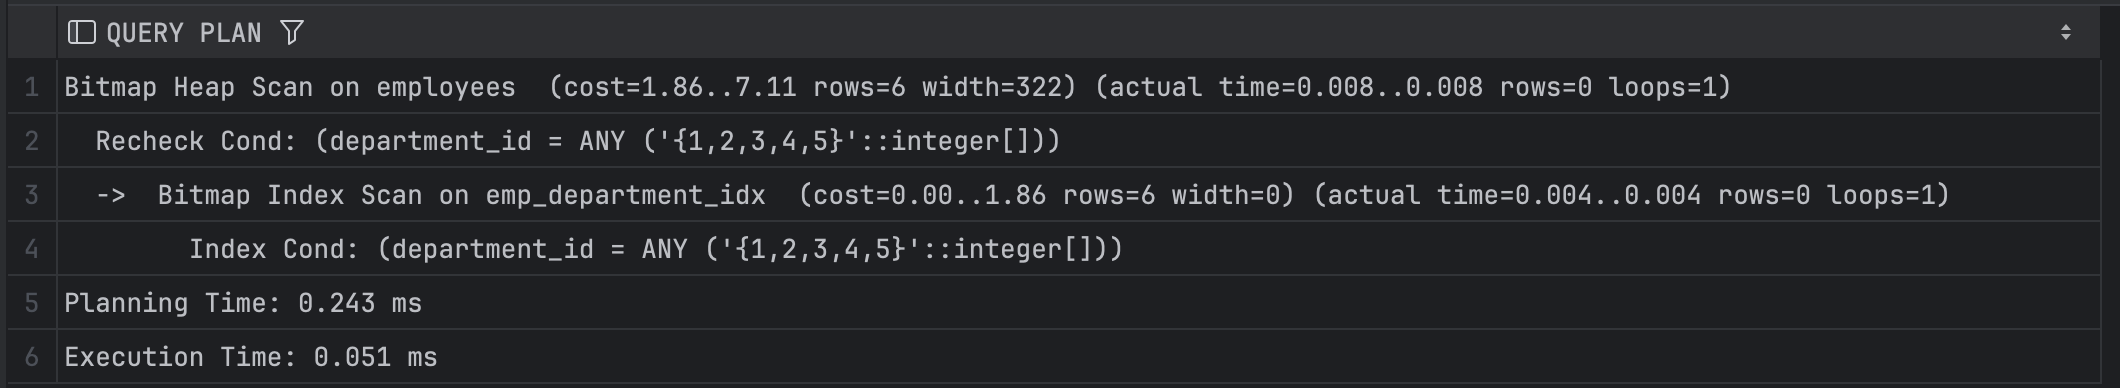 QUERY PLAN
1 Bitmap Heap Scan on employees  (cost=1.86..7.11 rows=6 width=322) (actual time=0.008..0.008 rows=0 loops=1)
2   Recheck Cond: (department_id = ANY ('{1,2,3,4,5}'::integer[]))
3   ->  Bitmap Index Scan on emp_department_idx  (cost=0.00..1.86 rows=6 width=0) (actual time=0.004..0.004 rows=0 loops=1)
4         Index Cond: (department_id = ANY ('{1,2,3,4,5}'::integer[]))
5 Planning Time: 0.243 ms
6 Execution Time: 0.051 ms